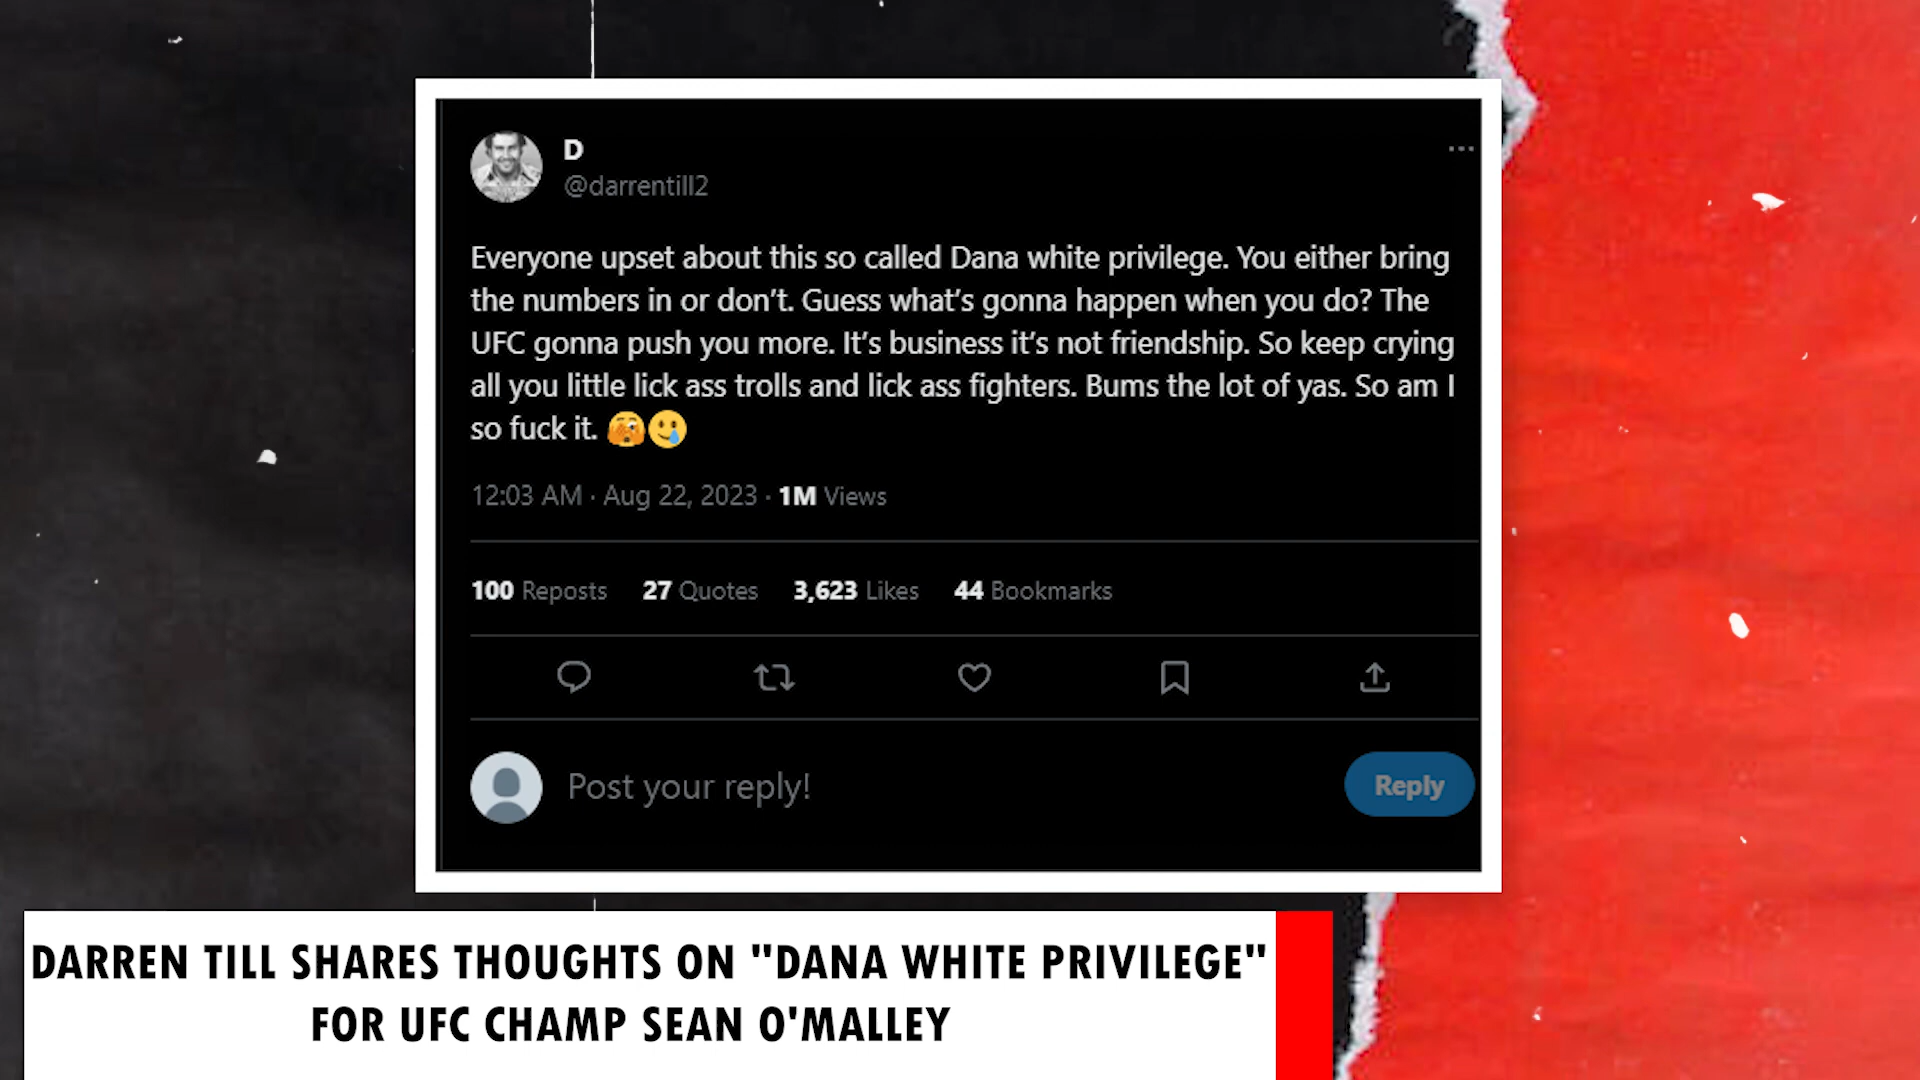 D
@darrentill2
Everyone upset about this so called Dana white privilege. You either bring
the numbers in or don't. Guess what's gonna happen when you do? The
UFC gonna push you more. It's business it's not friendship. So keep crying
all you little lick ass trolls and lick ass fighters. Bums the lot of yas. So am I
so fuck it. 🫣🥲
12:03 AM · Aug 22, 2023 · 1M Views
100 Reposts 27 Quotes 3,623 Likes 44 Bookmarks
Post your reply!
Reply
DARREN TILL SHARES THOUGHTS ON "DANA WHITE PRIVILEGE"
FOR UFC CHAMP SEAN O'MALLEY